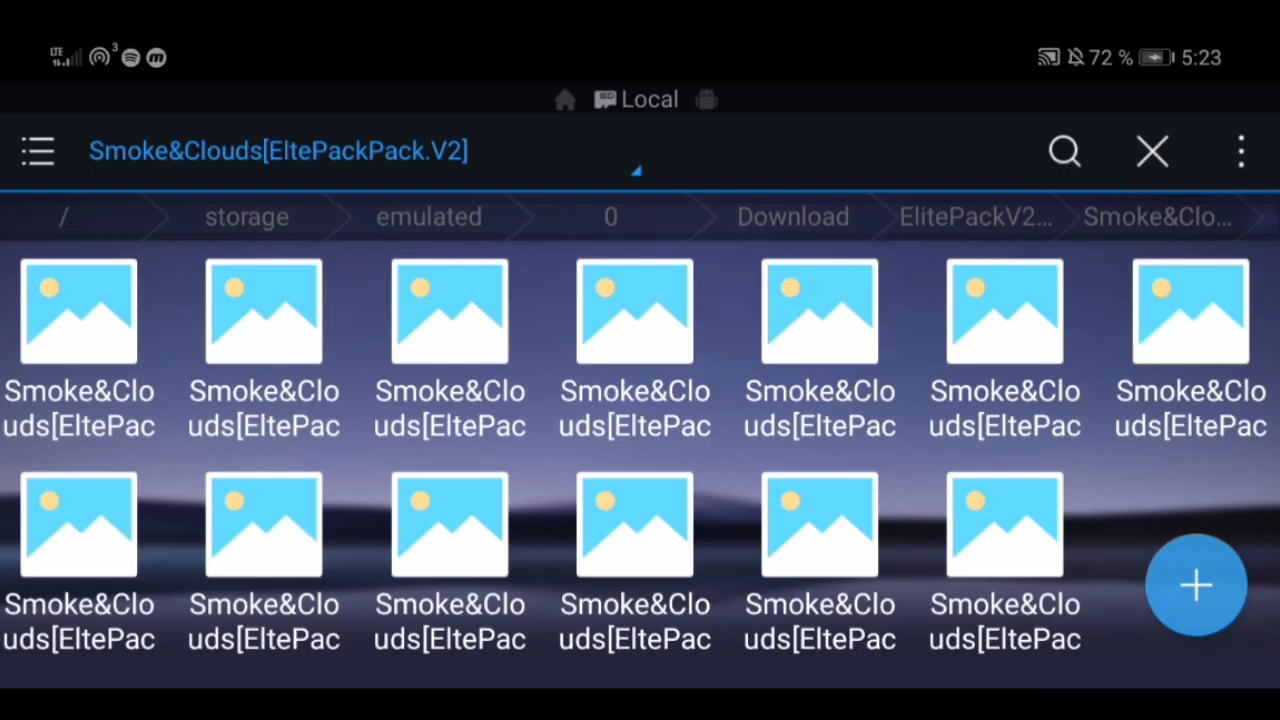 LTE 3 72 % 5:23
Local
Smoke&Clouds[EltePackPack.V2]
/ storage emulated 0 Download ElitePackV2... Smoke&Clo...
Smoke&Clo Smoke&Clo Smoke&Clo Smoke&Clo Smoke&Clo Smoke&Clo Smoke&Clo
uds[EltePac uds[EltePac uds[EltePac uds[EltePac uds[EltePac uds[EltePac uds[EltePac
Smoke&Clo Smoke&Clo Smoke&Clo Smoke&Clo Smoke&Clo Smoke&Clo
uds[EltePac uds[EltePac uds[EltePac uds[EltePac uds[EltePac uds[EltePac